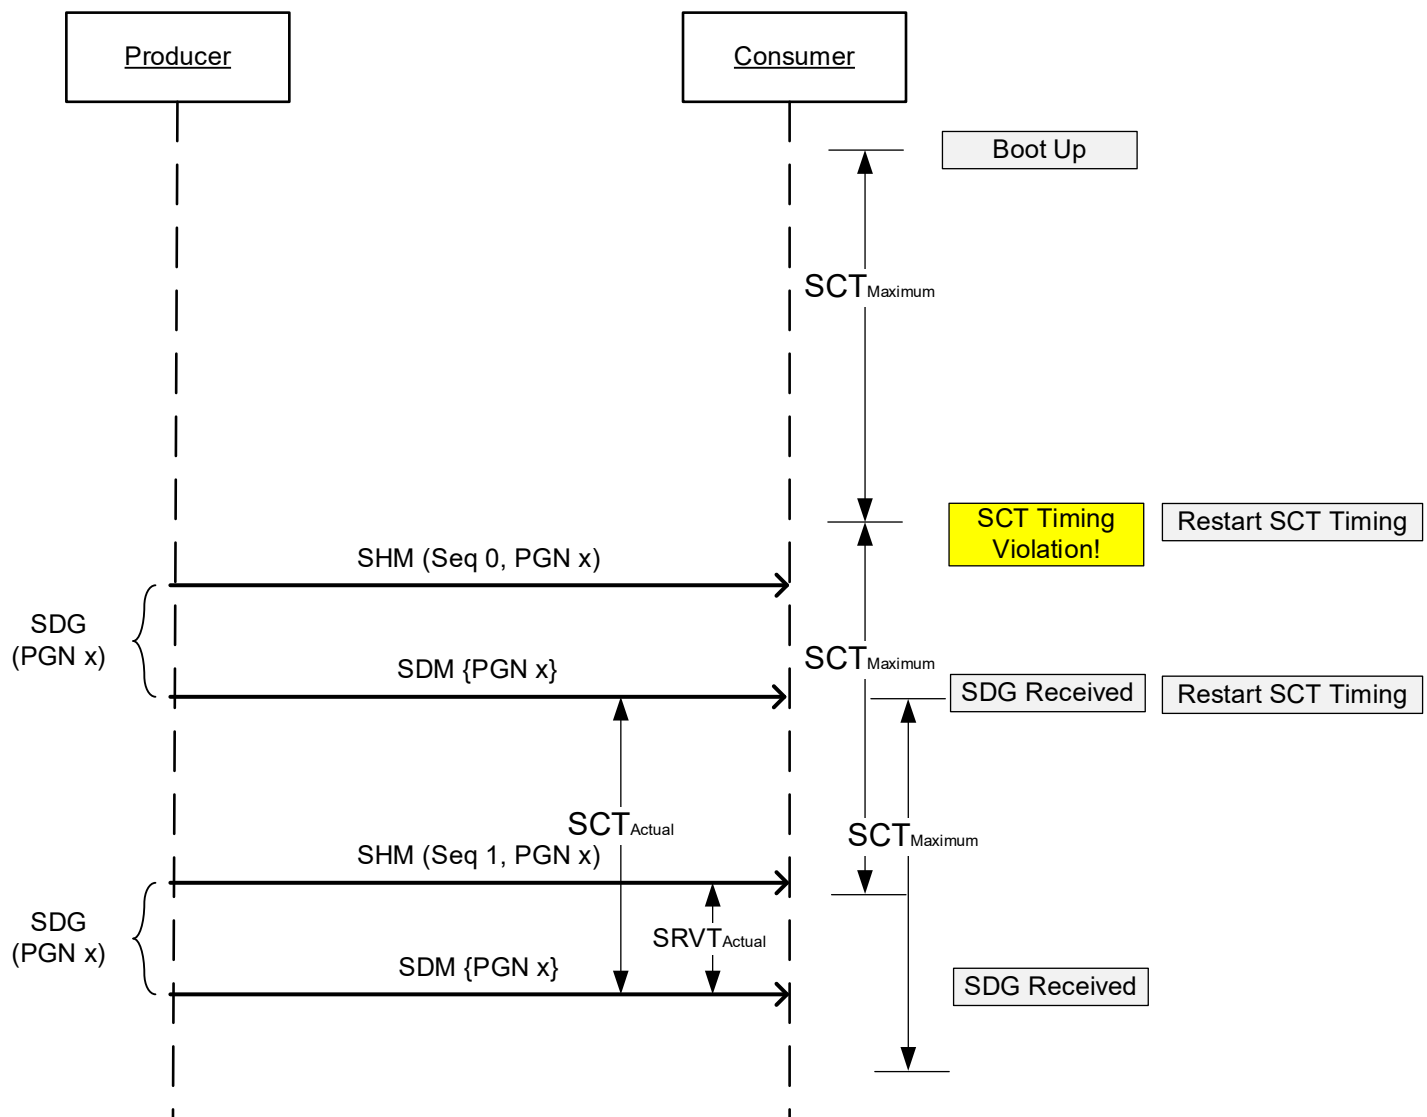 Producer
Consumer
Boot Up
SCTMaximum
SCT Timing
Violation!
Restart SCT Timing
SHM (Seq 0, PGN x)
SDG
(PGN x)
SCTMaximum
SDM {PGN x}
SDG Received
Restart SCT Timing
SCTActual
SCTMaximum
SHM (Seq 1, PGN x)
SDG
(PGN x)
SRVTActual
SDM {PGN x}
SDG Received